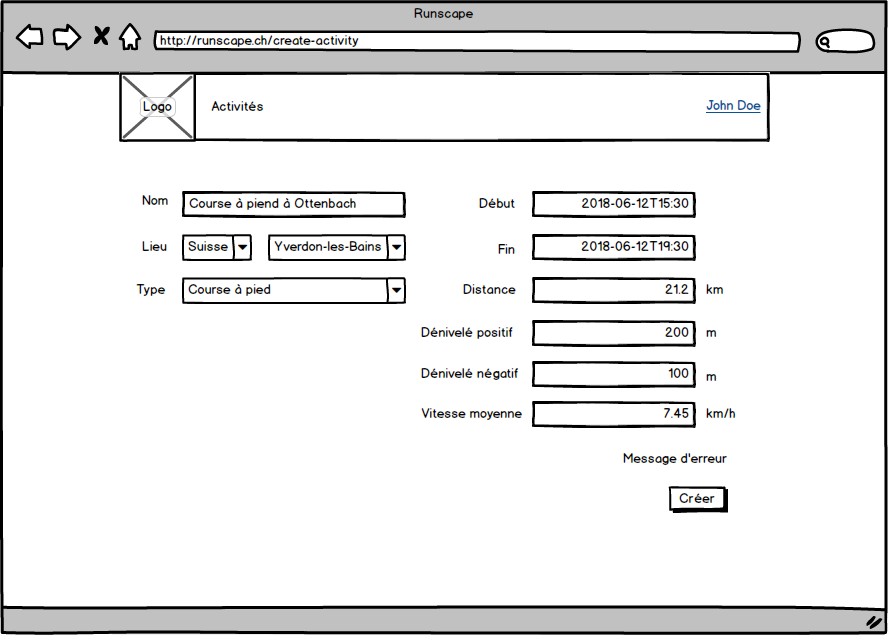 Runscape
http://runscape.ch/create-activity
Logo
Activités
John Doe
Nom
Course à piend à Ottenbach
Lieu
Suisse
Yverdon-les-Bains
Type
Course à pied
Début
2018-06-12T15:30
Fin
2018-06-12T19:30
Distance
21.2
km
Dénivelé positif
200
m
Dénivelé négatif
100
m
Vitesse moyenne
7.45
km/h
Message d'erreur
Créer